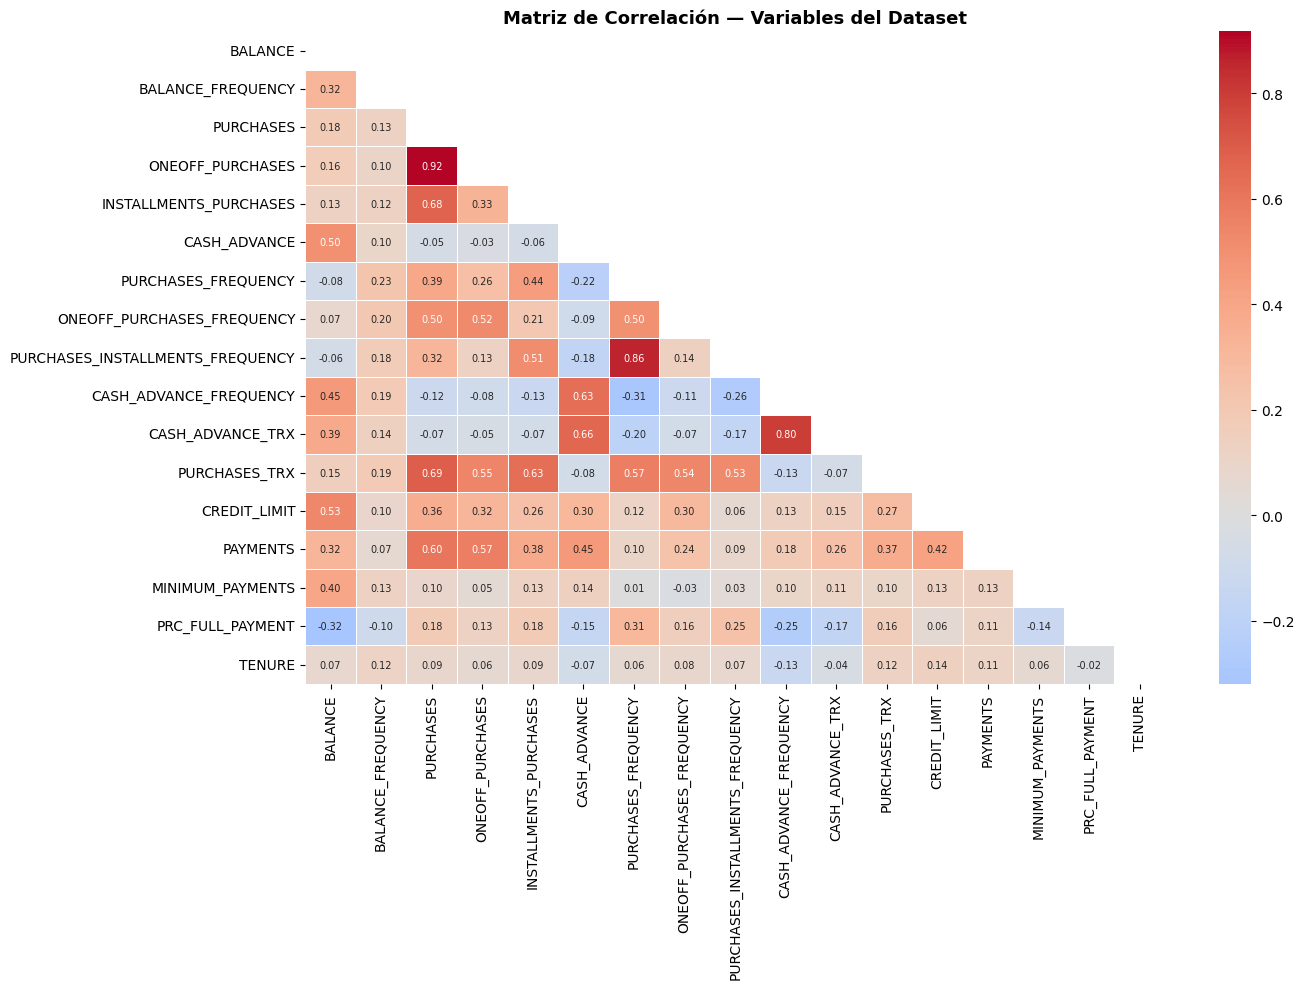 Matriz de Correlación — Variables del Dataset
BALANCE
BALANCE_FREQUENCY 0.32
PURCHASES 0.18 0.13
ONEOFF_PURCHASES 0.16 0.10 0.92
INSTALLMENTS_PURCHASES 0.13 0.12 0.68 0.33
CASH_ADVANCE 0.50 0.10 -0.05 -0.03 -0.06
PURCHASES_FREQUENCY -0.08 0.23 0.39 0.26 0.44 -0.22
ONEOFF_PURCHASES_FREQUENCY 0.07 0.20 0.50 0.52 0.21 -0.09 0.50
PURCHASES_INSTALLMENTS_FREQUENCY -0.06 0.18 0.32 0.13 0.51 -0.18 0.86 0.14
CASH_ADVANCE_FREQUENCY 0.45 0.19 -0.12 -0.08 -0.13 0.63 -0.31 -0.11 -0.26
CASH_ADVANCE_TRX 0.39 0.14 -0.07 -0.05 -0.07 0.66 -0.20 -0.07 -0.17 0.80
PURCHASES_TRX 0.15 0.19 0.69 0.55 0.63 -0.08 0.57 0.54 0.53 -0.13 -0.07
CREDIT_LIMIT 0.53 0.10 0.36 0.32 0.26 0.30 0.12 0.30 0.06 0.13 0.15 0.27
PAYMENTS 0.32 0.07 0.60 0.57 0.38 0.45 0.10 0.24 0.09 0.18 0.26 0.37 0.42
MINIMUM_PAYMENTS 0.40 0.13 0.10 0.05 0.13 0.14 0.01 -0.03 0.03 0.10 0.11 0.10 0.13 0.13
PRC_FULL_PAYMENT -0.32 -0.10 0.18 0.13 0.18 -0.15 0.31 0.16 0.25 -0.25 -0.17 0.16 0.06 0.11 -0.14
TENURE 0.07 0.12 0.09 0.06 0.09 -0.07 0.06 0.08 0.07 -0.13 -0.04 0.12 0.14 0.11 0.06 -0.02
BALANCE
BALANCE_FREQUENCY
PURCHASES
ONEOFF_PURCHASES
INSTALLMENTS_PURCHASES
CASH_ADVANCE
PURCHASES_FREQUENCY
ONEOFF_PURCHASES_FREQUENCY
PURCHASES_INSTALLMENTS_FREQUENCY
CASH_ADVANCE_FREQUENCY
CASH_ADVANCE_TRX
PURCHASES_TRX
CREDIT_LIMIT
PAYMENTS
MINIMUM_PAYMENTS
PRC_FULL_PAYMENT
TENURE
0.8
0.6
0.4
0.2
0.0
−0.2